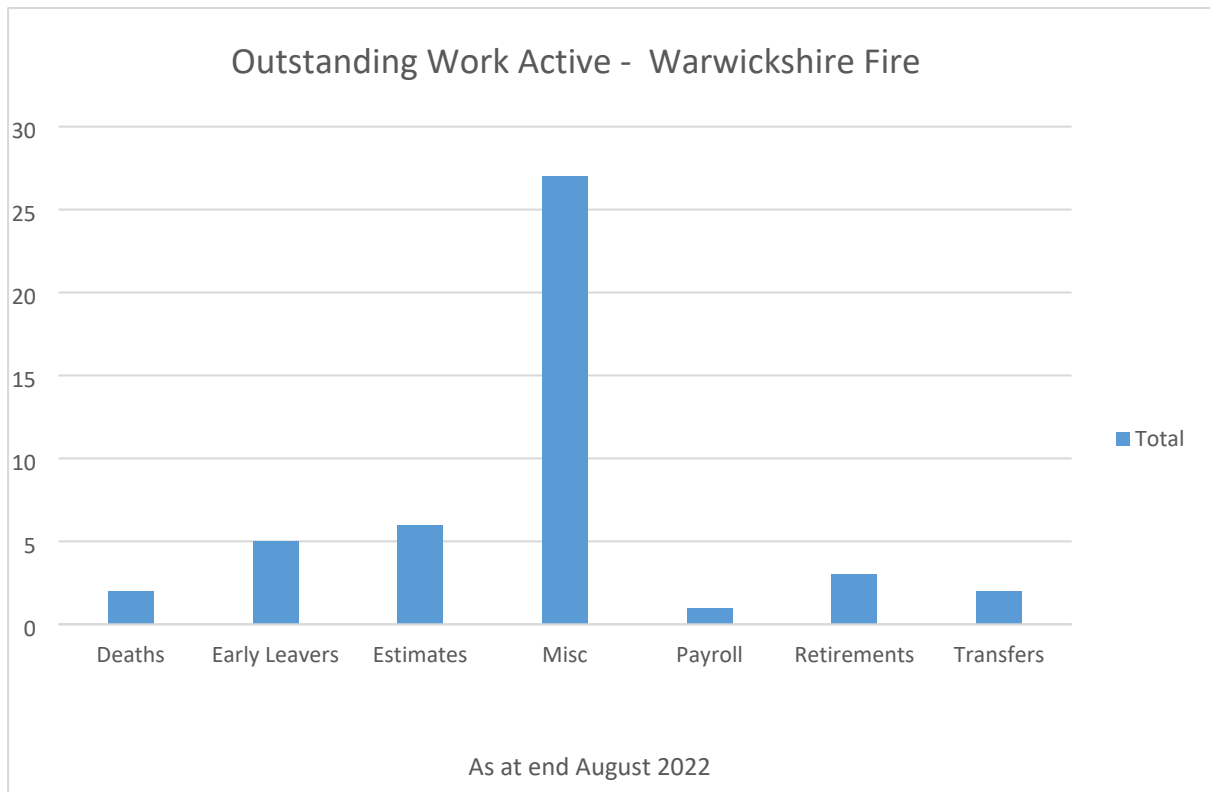 Outstanding Work Active -  Warwickshire Fire
30
25
20
15
10
5
0
Total
Deaths Early Leavers Estimates Misc Payroll Retirements Transfers
As at end August 2022